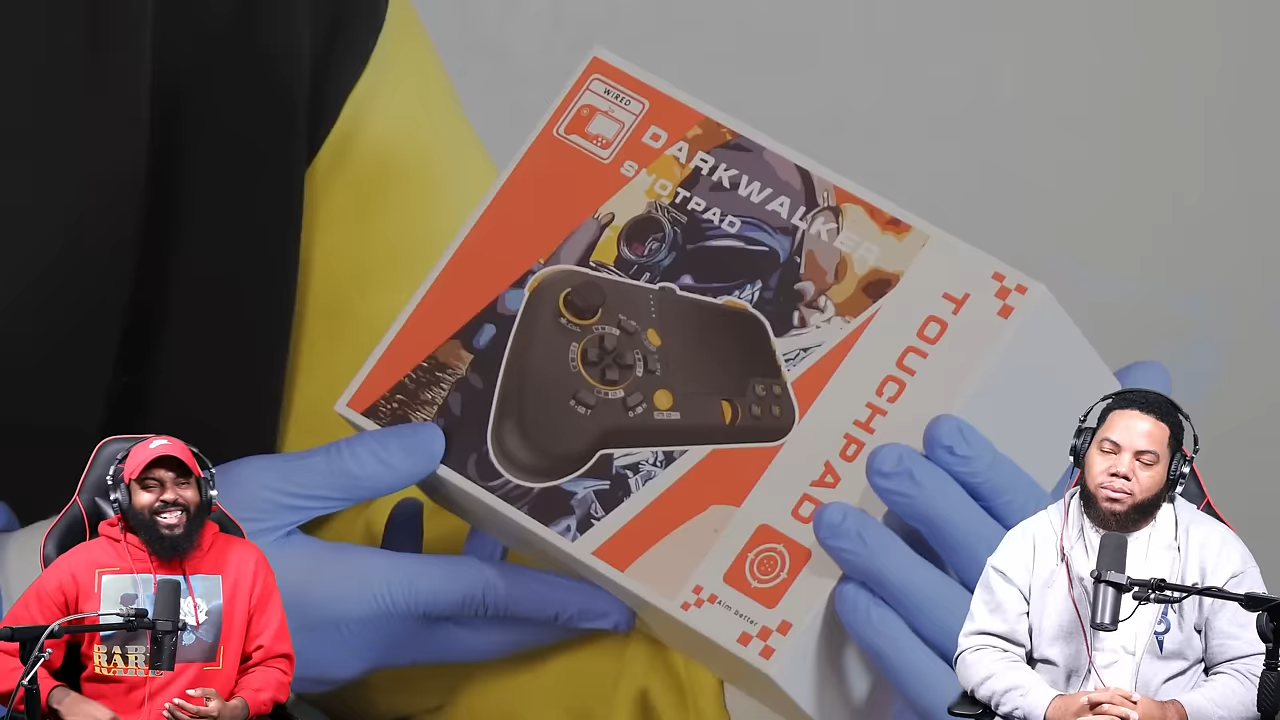 WIRED
DARKWALKER
SHOTPAD
TOUCHPAD
Aim better
RARE